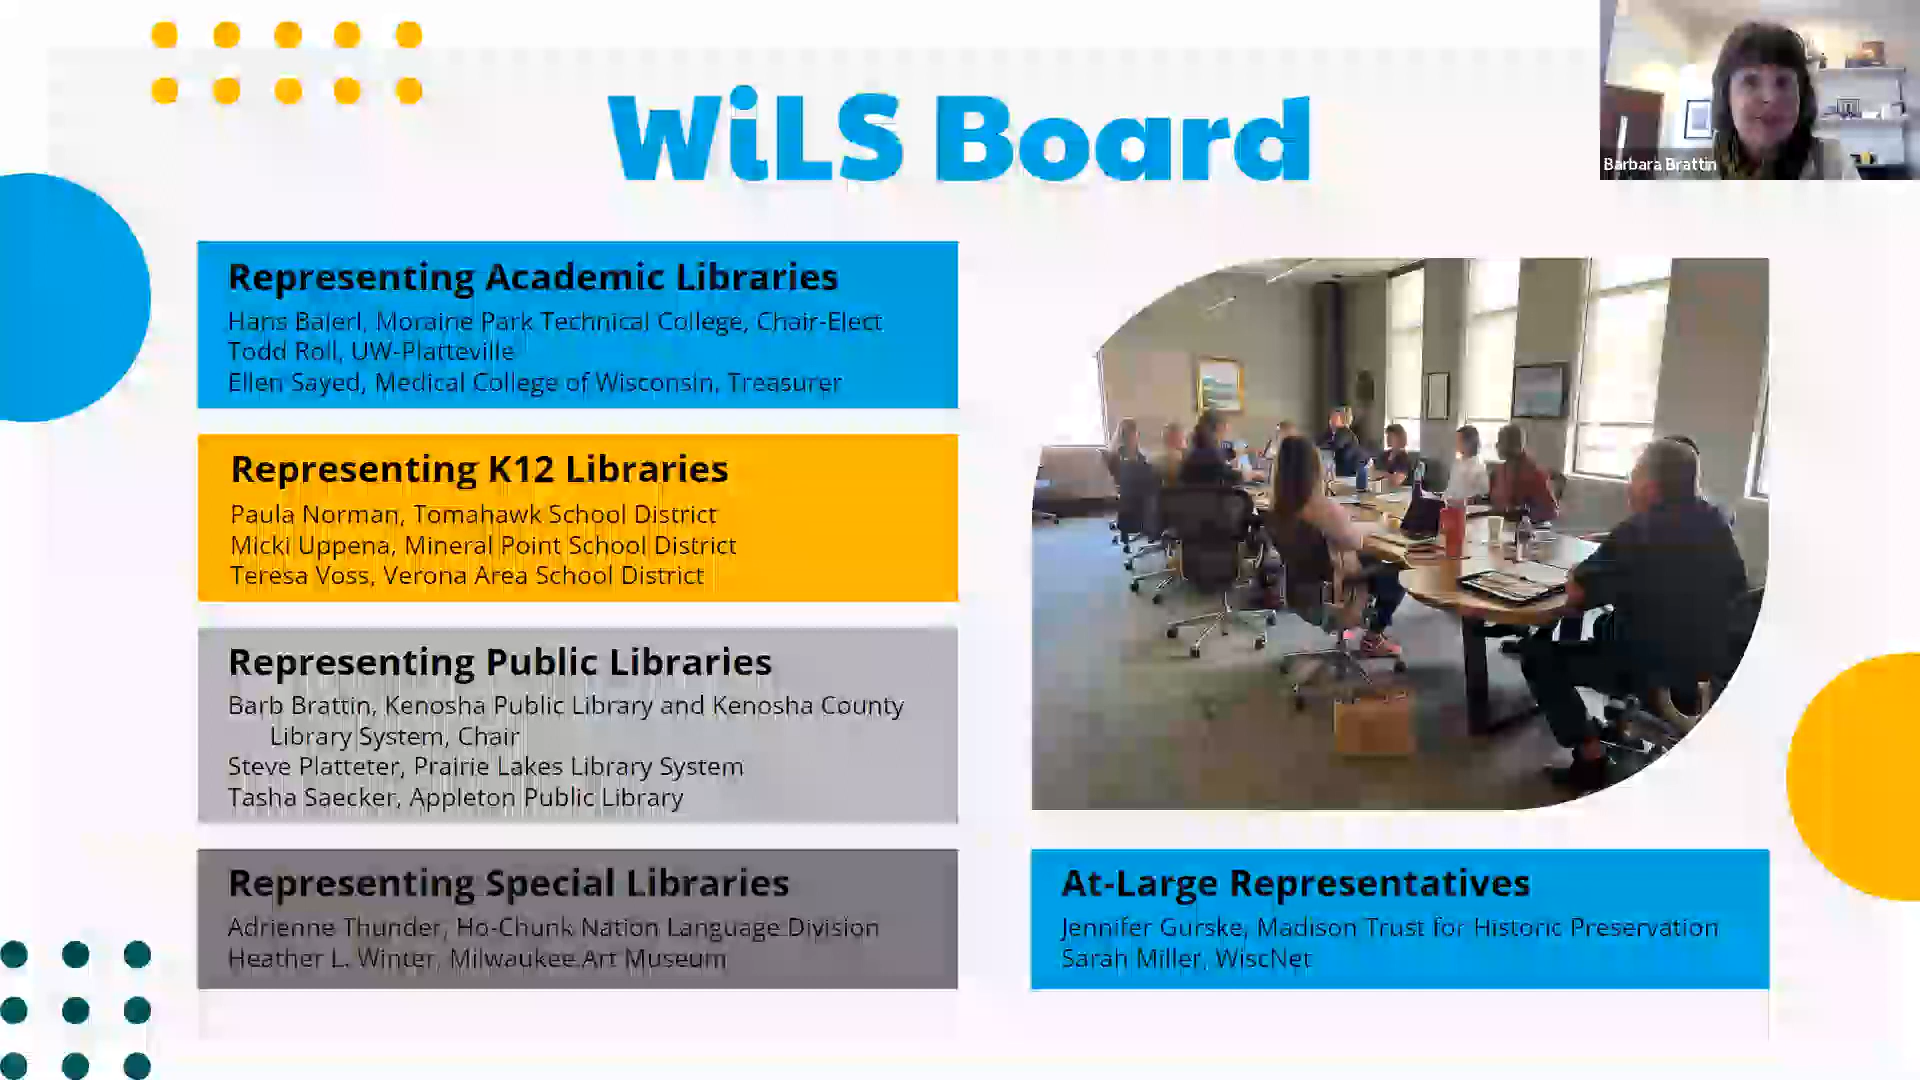 WiLS Board
Barbara Brattin
Representing Academic Libraries
Hans Baierl, Moraine Park Technical College, Chair-Elect
Todd Roll, UW-Platteville
Ellen Sayed, Medical College of Wisconsin, Treasurer
Representing K12 Libraries
Paula Norman, Tomahawk School District
Micki Uppena, Mineral Point School District
Teresa Voss, Verona Area School District
Representing Public Libraries
Barb Brattin, Kenosha Public Library and Kenosha County
Library System, Chair
Steve Platteter, Prairie Lakes Library System
Tasha Saecker, Appleton Public Library
Representing Special Libraries
Adrienne Thunder, Ho-Chunk Nation Language Division
Heather L. Winter, Milwaukee Art Museum
At-Large Representatives
Jennifer Gurske, Madison Trust for Historic Preservation
Sarah Miller, WiscNet